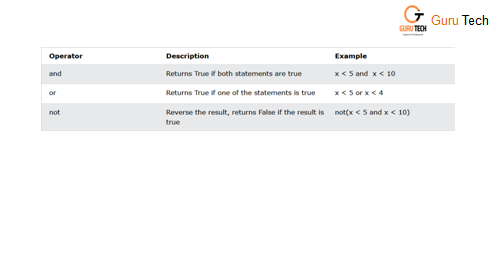 GURU TECH
Guru Tech
Operator Description Example
and Returns True if both statements are true x < 5 and  x < 10
or Returns True if one of the statements is true x < 5 or x < 4
not Reverse the result, returns False if the result is not(x < 5 and x < 10)
true